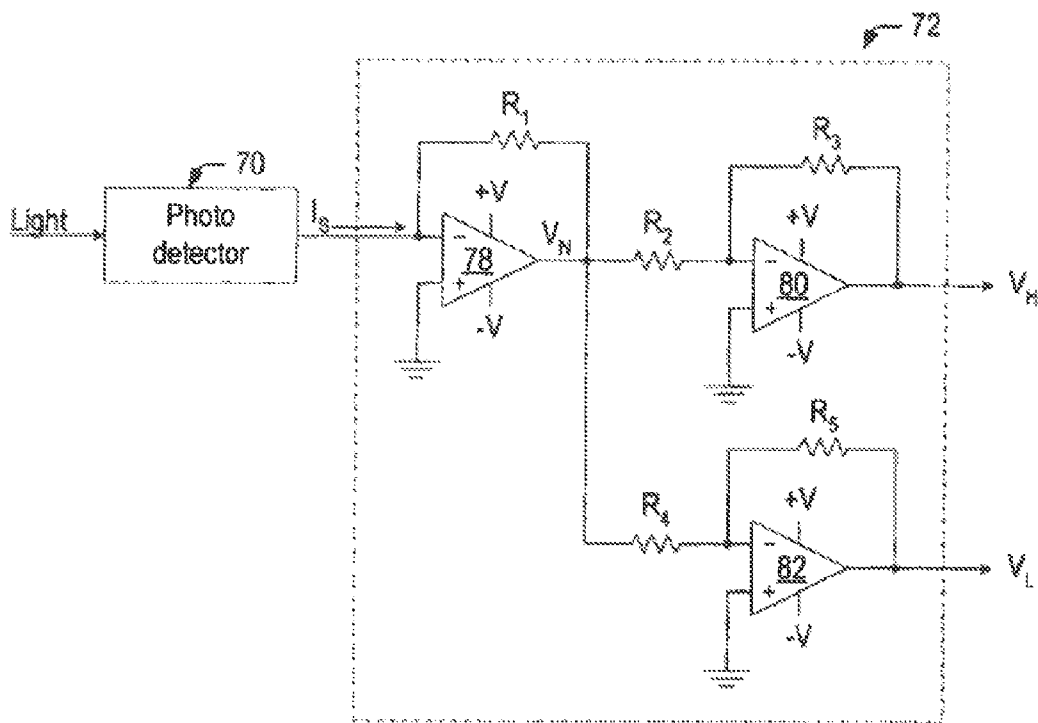 72
R1
R3
70
Light
Photo
detector
IS
+V
-
78
+
-V
VN
R2
+V
-
80
+
-V
VH
R5
R4
+V
-
82
+
-V
VL